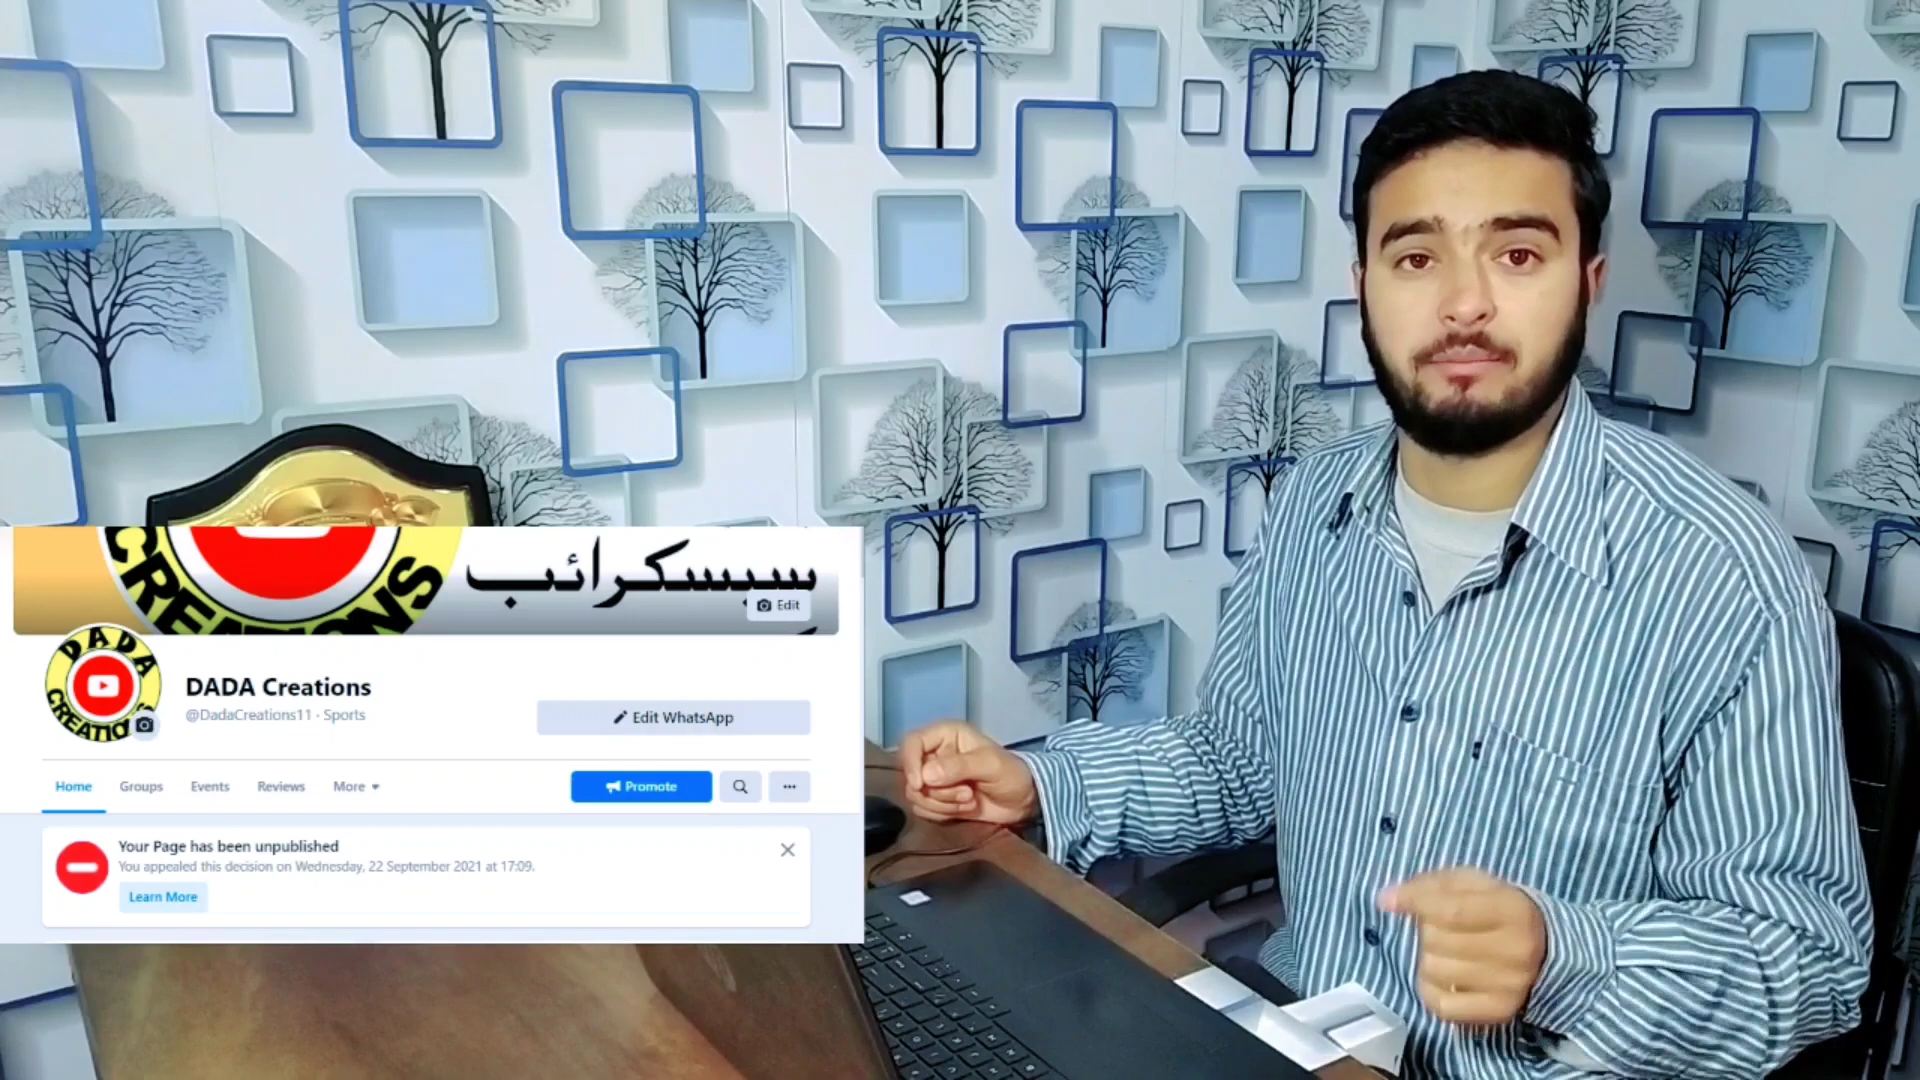 CREATIONS
سبسکرائب
Edit
DADA
CREATIONS
DADA Creations
@DadaCreations11 · Sports
Edit WhatsApp
Home Groups Events Reviews More
Promote
Your Page has been unpublished
You appealed this decision on Wednesday, 22 September 2021 at 17:09.
Learn More